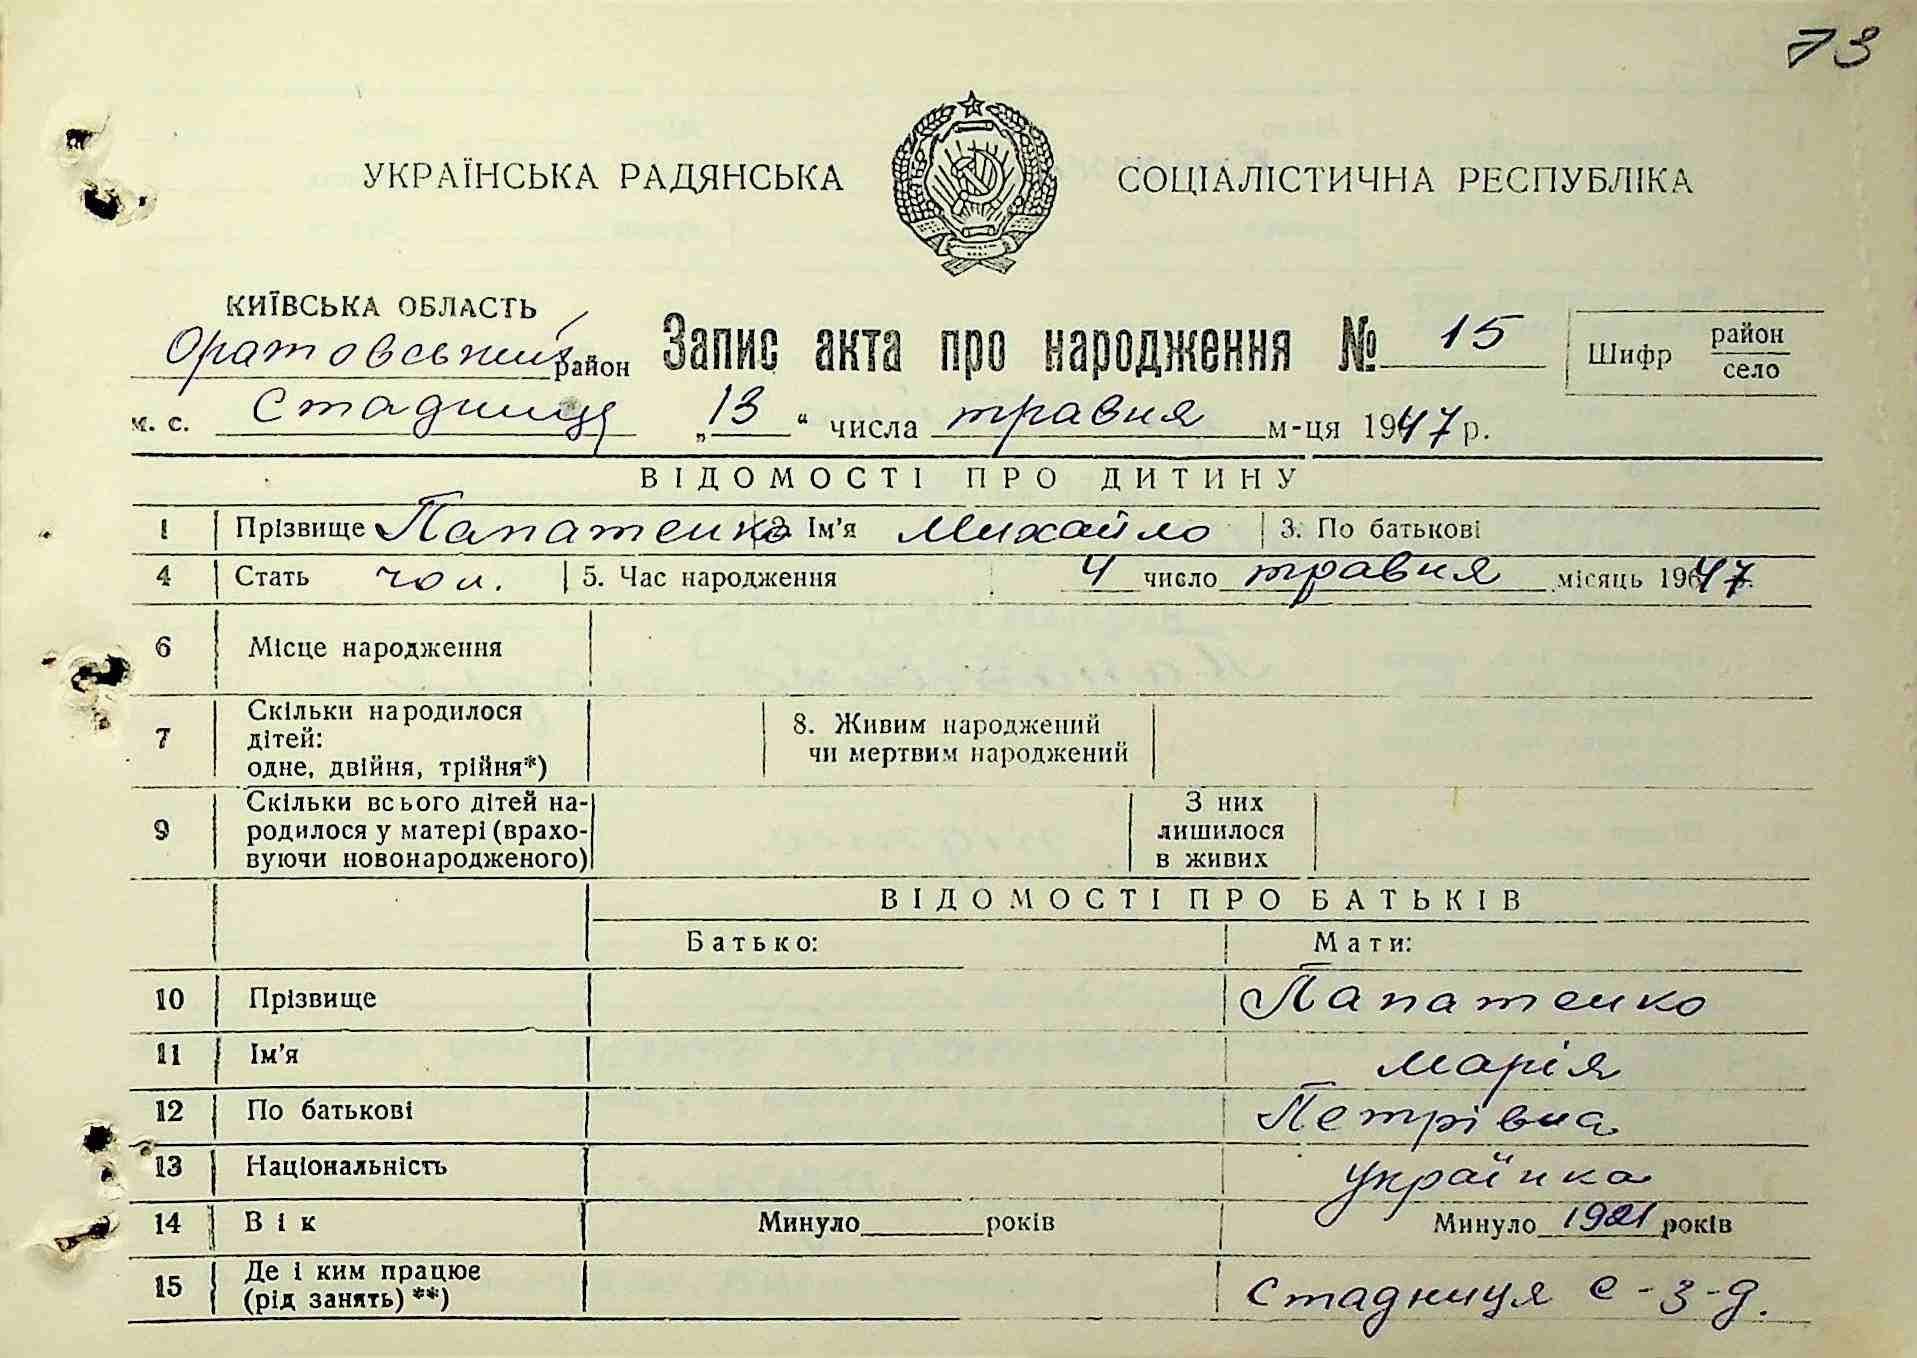 73
УКРАЇНСЬКА РАДЯНСЬКА СОЦІАЛІСТИЧНА РЕСПУБЛІКА
КИЇВСЬКА ОБЛАСТЬ
Оратовський район Запис акта про народження № 15 Шифр район село
м. с. Стадниця „13“ числа травня м-ця 1947 р.
ВІДОМОСТІ ПРО ДИТИНУ
1 Прізвище Папатенко 2. Ім'я Михайло 3. По батькові
4 Стать чол. 5. Час народження 4 число травня місяць 1947
6 Місце народження
7 Скільки народилося дітей: одне, двійня, трійня*) 8. Живим народжений чи мертвим народжений
9 Скільки всього дітей народилося у матері (враховуючи новонародженого) З них лишилося в живих
ВІДОМОСТІ ПРО БАТЬКІВ
Батько: Мати:
10 Прізвище Папатенко
11 Ім'я Марія
12 По батькові Петрівна
13 Національність українка
14 Вік Минуло років Минуло 1921 років
15 Де і ким працює (рід занять) **) Стадниця с-з-д.